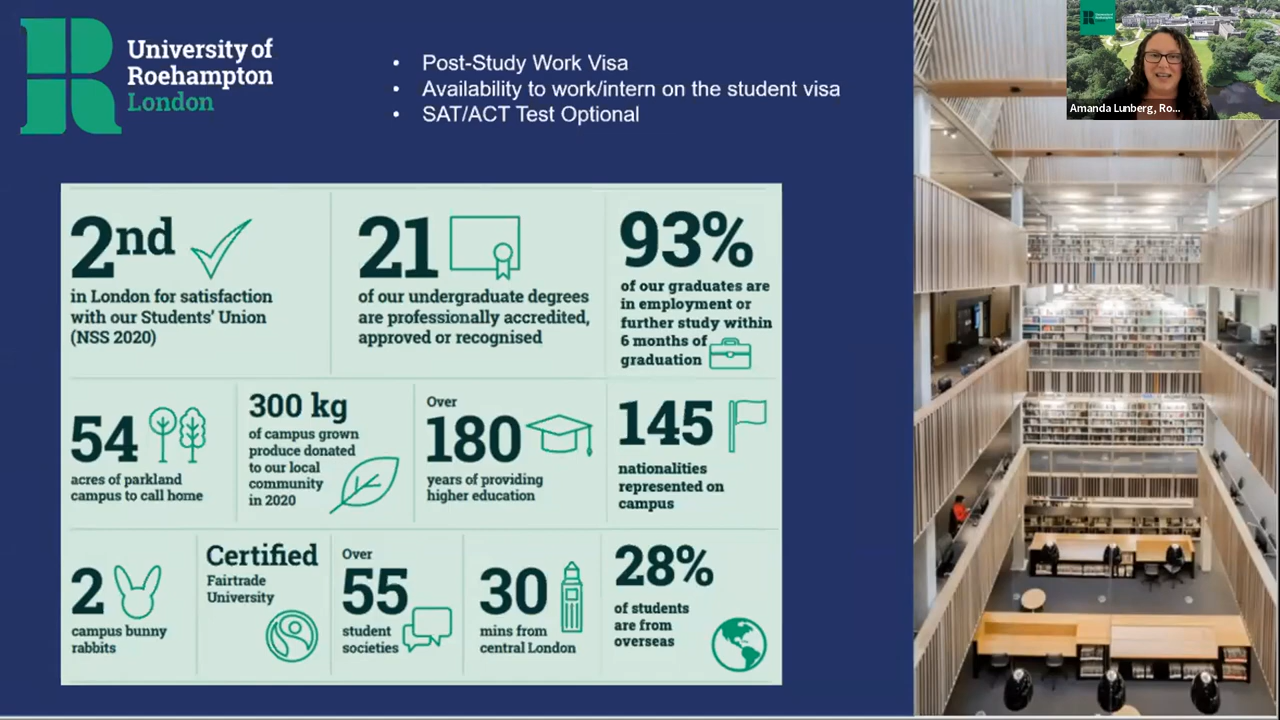 University of
Roehampton
London
• Post-Study Work Visa
• Availability to work/intern on the student visa
• SAT/ACT Test Optional
Amanda Lunberg, Ro...
2nd
in London for satisfaction
with our Students' Union
(NSS 2020)
21
of our undergraduate degrees
are professionally accredited,
approved or recognised
93%
of our graduates are
in employment or
further study within
6 months of
graduation
54
acres of parkland
campus to call home
300 kg
of campus grown
produce donated
to our local
community
in 2020
Over
180
years of providing
higher education
145
nationalities
represented on
campus
2
campus bunny
rabbits
Certified
Fairtrade
University
Over
55
student
societies
30
mins from
central London
28%
of students
are from
overseas